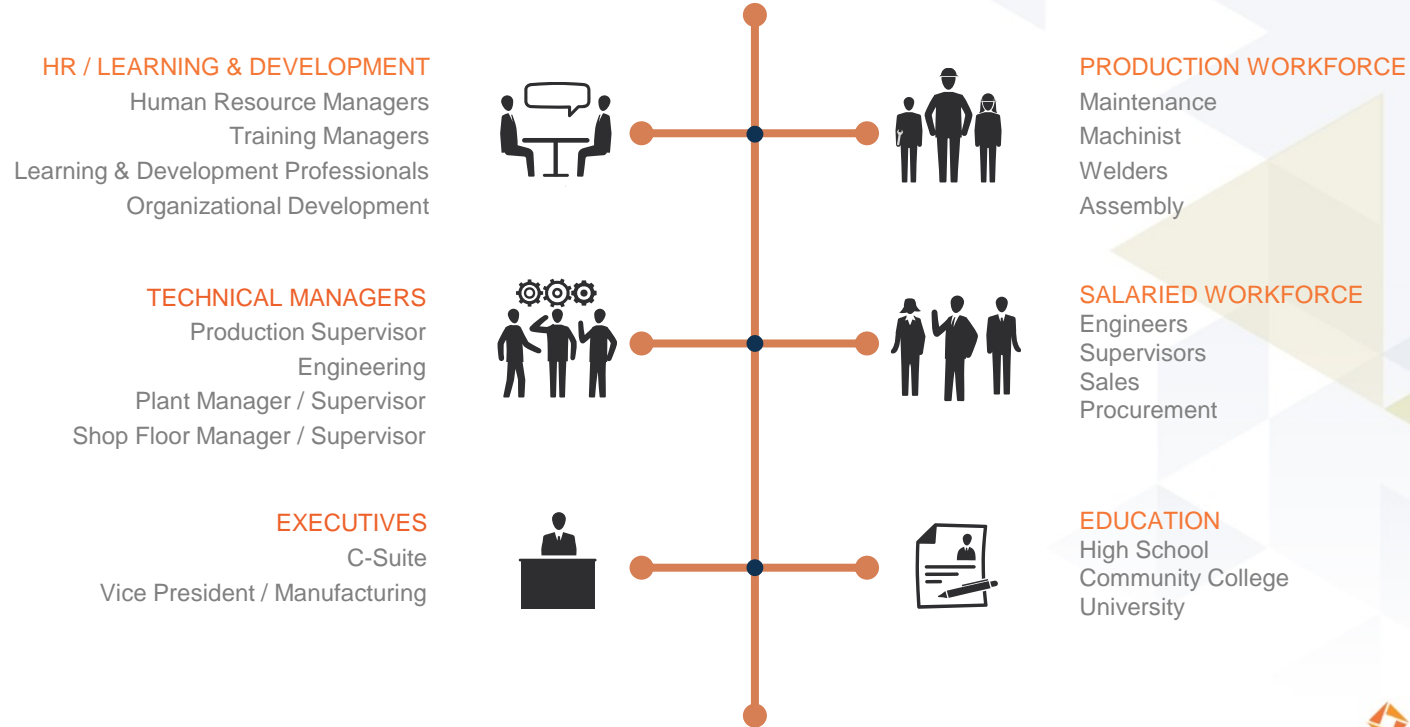 HR / LEARNING & DEVELOPMENT
Human Resource Managers
Training Managers
Learning & Development Professionals
Organizational Development
PRODUCTION WORKFORCE
Maintenance
Machinist
Welders
Assembly
TECHNICAL MANAGERS
Production Supervisor
Engineering
Plant Manager / Supervisor
Shop Floor Manager / Supervisor
SALARIED WORKFORCE
Engineers
Supervisors
Sales
Procurement
EXECUTIVES
C-Suite
Vice President / Manufacturing
EDUCATION
High School
Community College
University